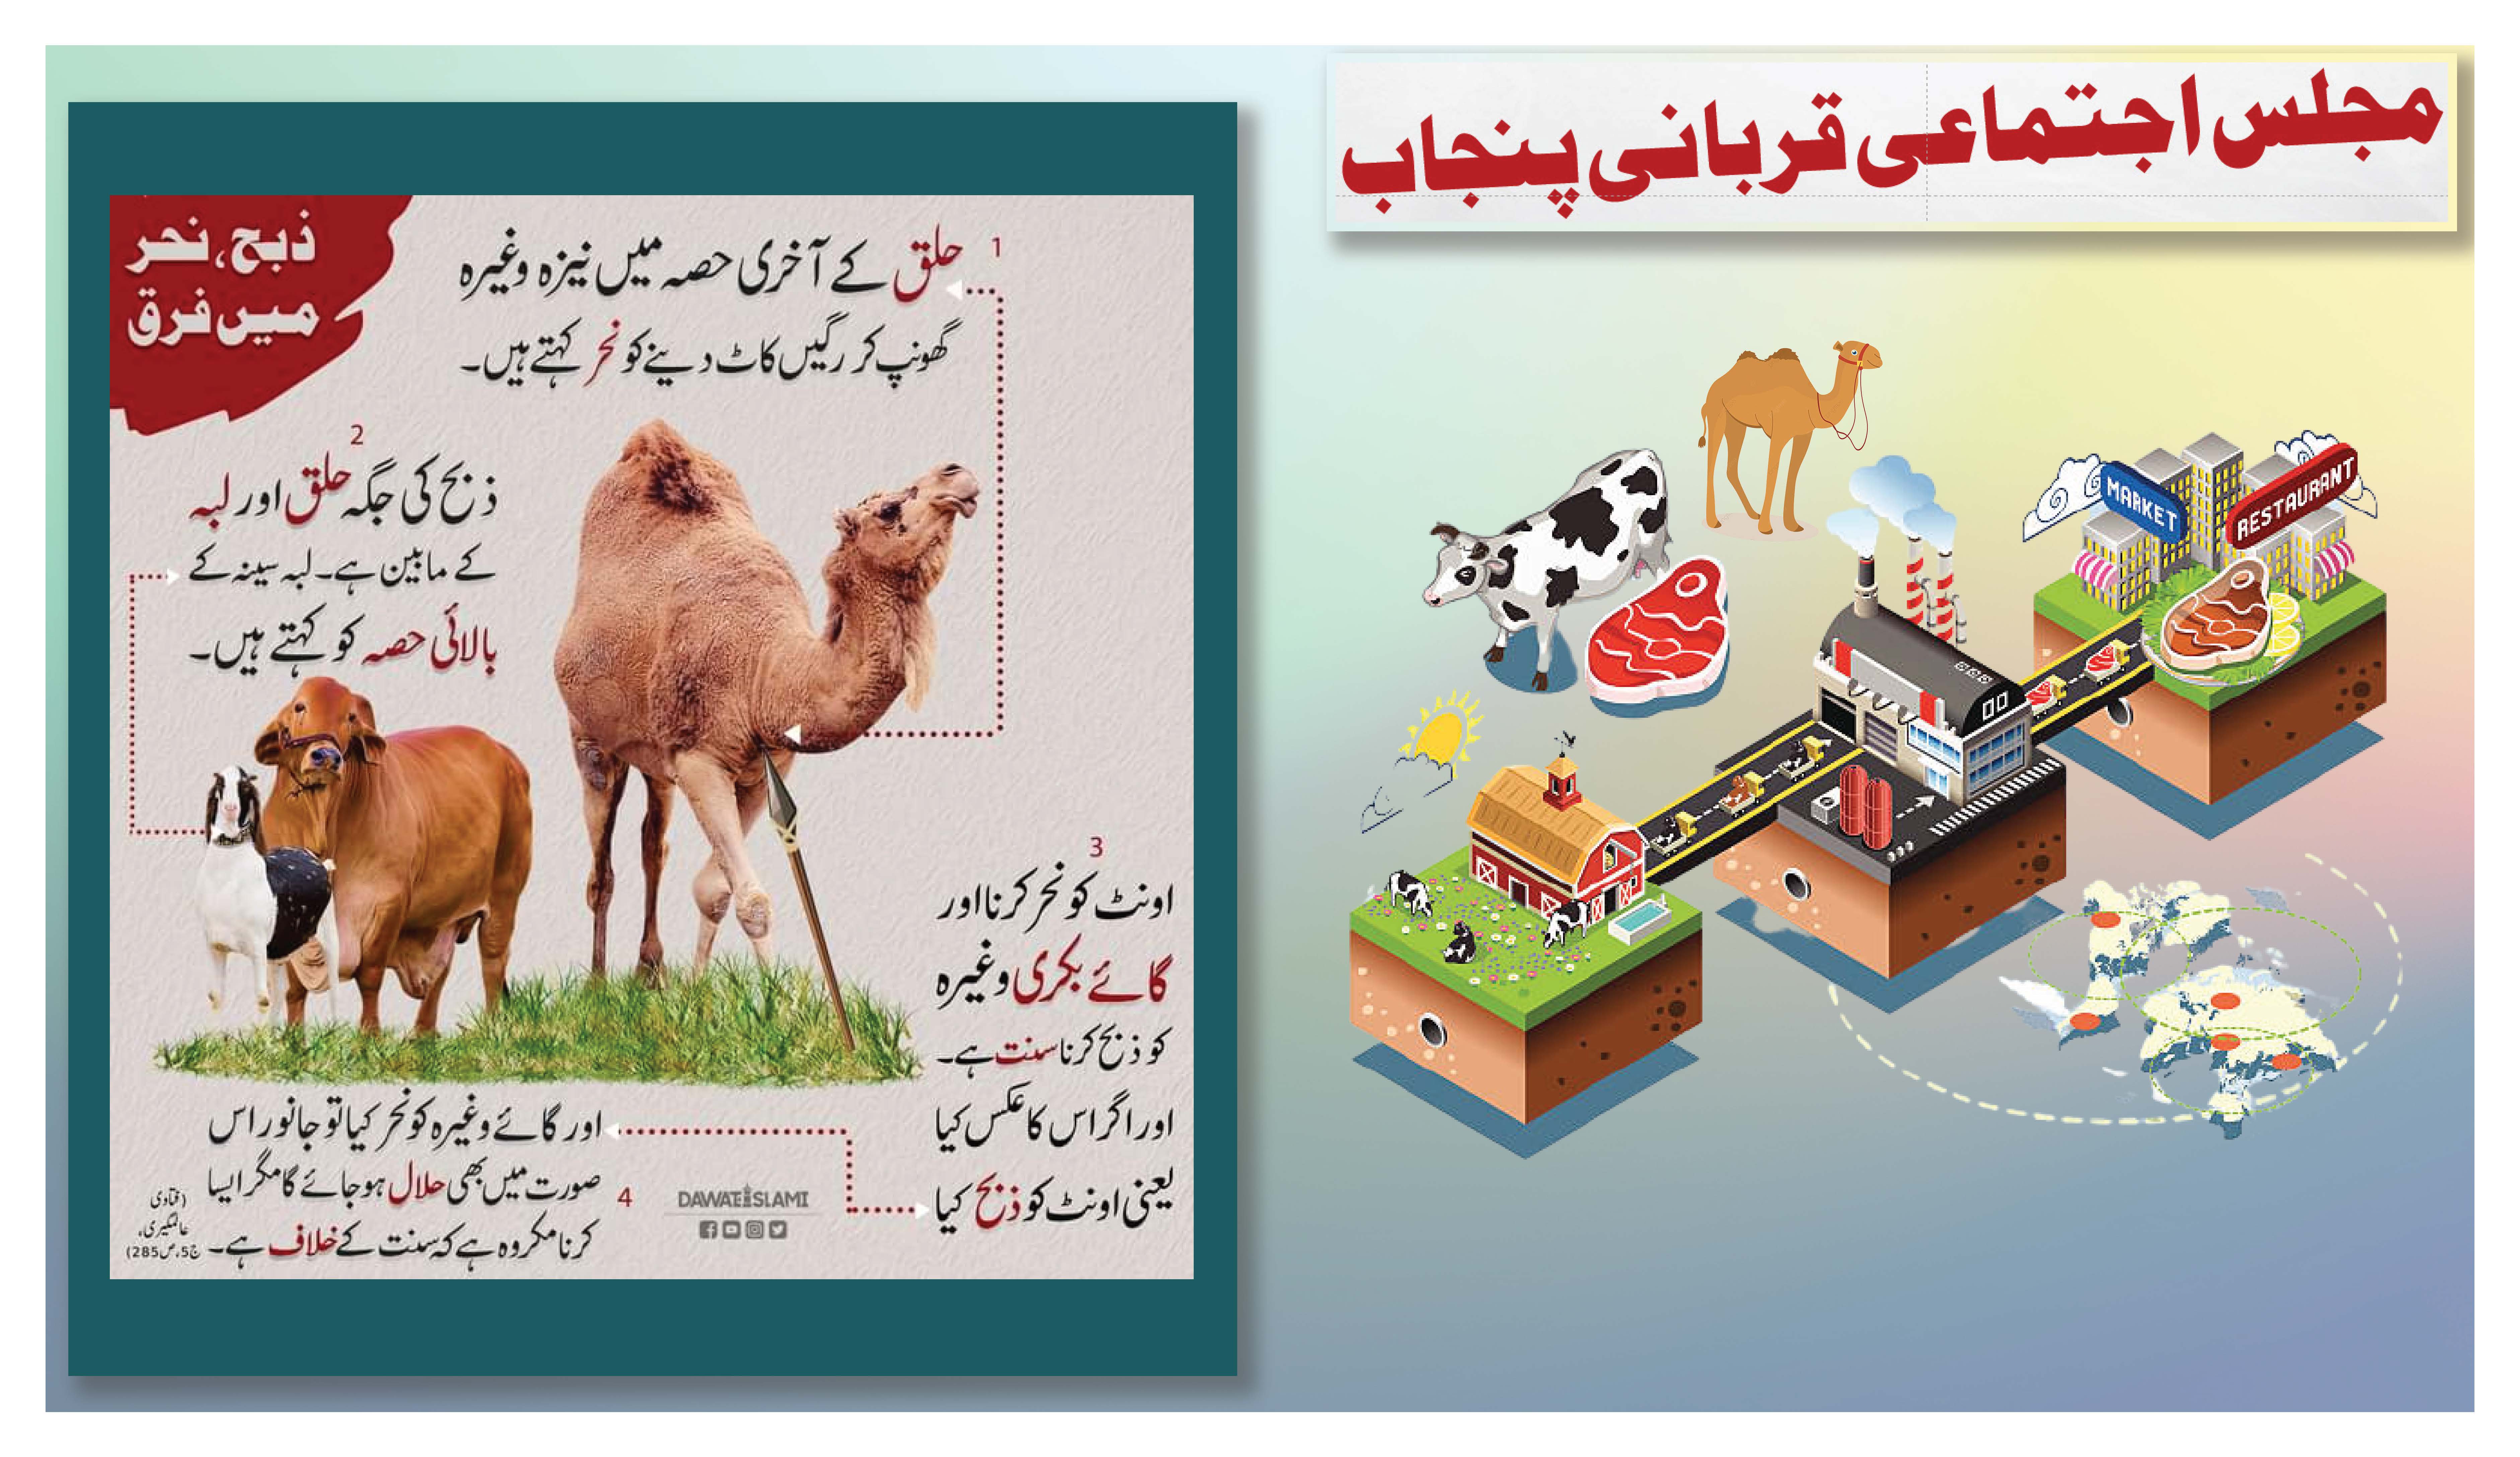 مجلس اجتماعی قربانی پنجاب
MARKET
RESTAURANT
ذبح، نحر
میں فرق
1
حلق کے آخری حصہ میں نیزہ وغیرہ
گھونپ کر رگیں کاٹ دینے کو نحر کہتے ہیں۔
2
ذبح کی جگہ حلق اور لبہ
کے مابین ہے۔ لبہ سینہ کے
بالائی حصہ کو کہتے ہیں۔
3
اونٹ کو نحر کرنا اور
گائے بکری وغیرہ
کو ذبح کرنا سنت ہے۔
اور اگر اس کا عکس کیا
یعنی اونٹ کو ذبح کیا
4
اور گائے وغیرہ کو نحر کیا تو جانور اس
صورت میں بھی حلال ہو جائے گا مگر ایسا
کرنا مکروہ ہے کہ سنت کے خلاف ہے۔
(فتاوی
عالمگیری،
ج5، ص285)
DAWATEISLAMI